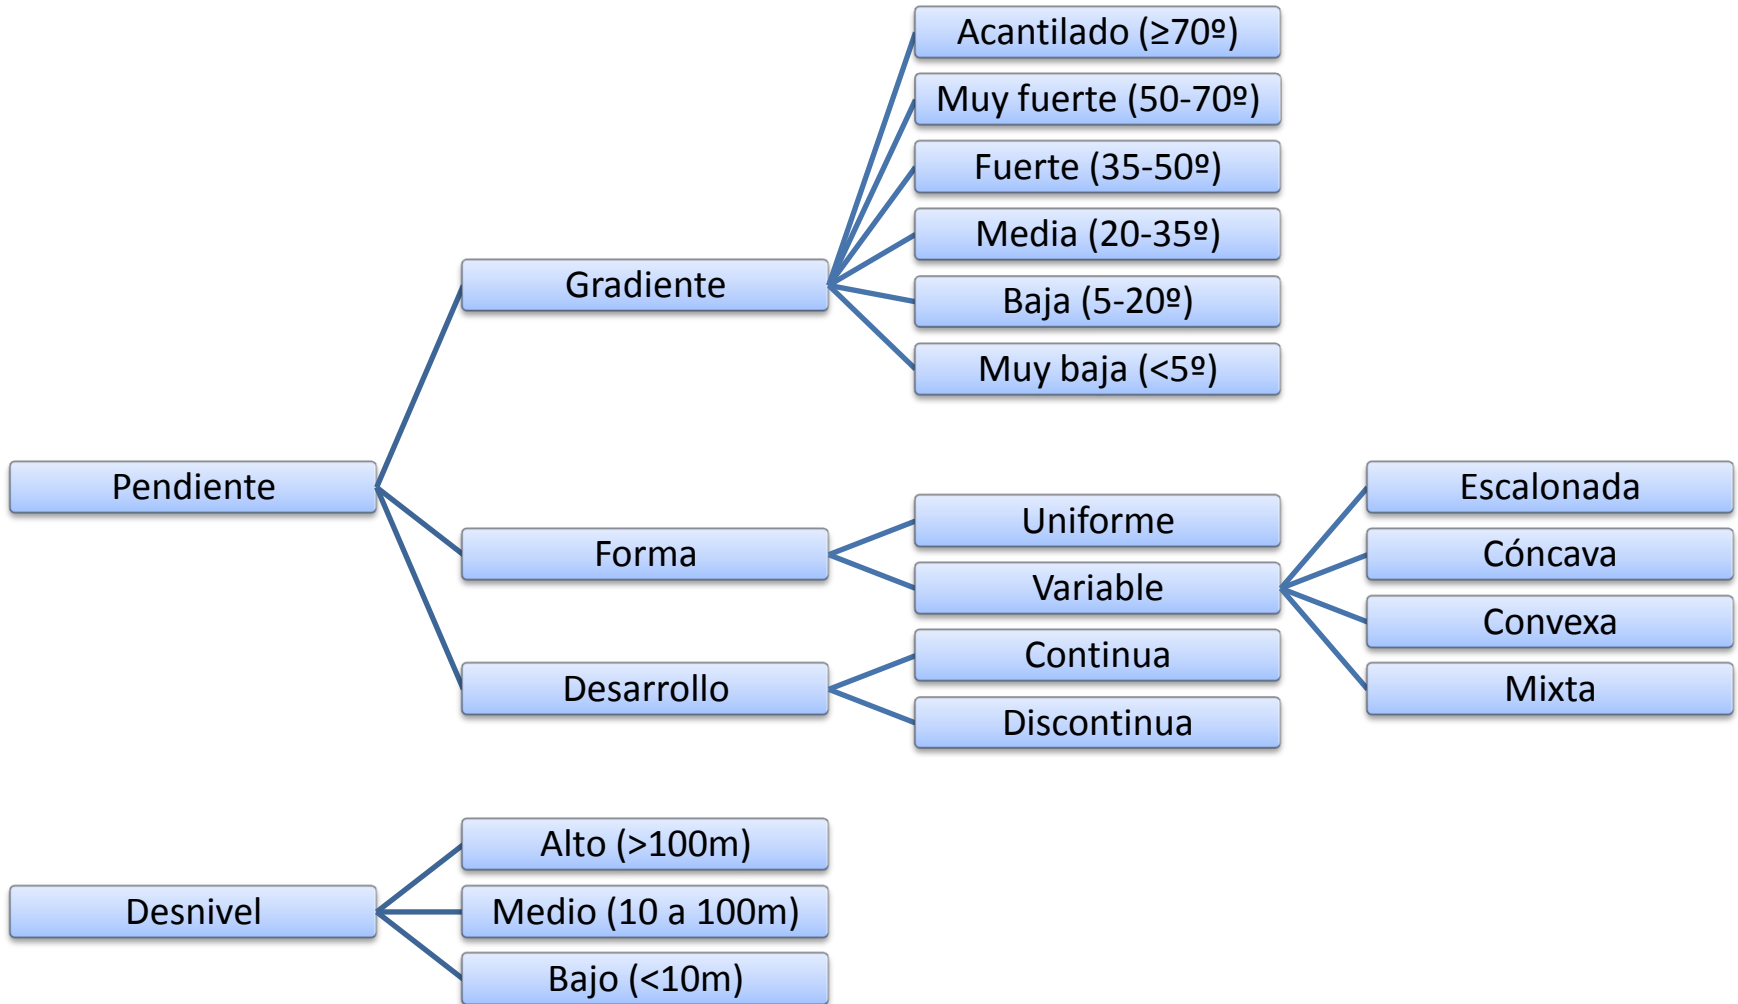 Pendiente
Gradiente
Acantilado (≥70º)
Muy fuerte (50-70º)
Fuerte (35-50º)
Media (20-35º)
Baja (5-20º)
Muy baja (<5º)
Forma
Uniforme
Variable
Escalonada
Cóncava
Convexa
Mixta
Desarrollo
Continua
Discontinua
Desnivel
Alto (>100m)
Medio (10 a 100m)
Bajo (<10m)